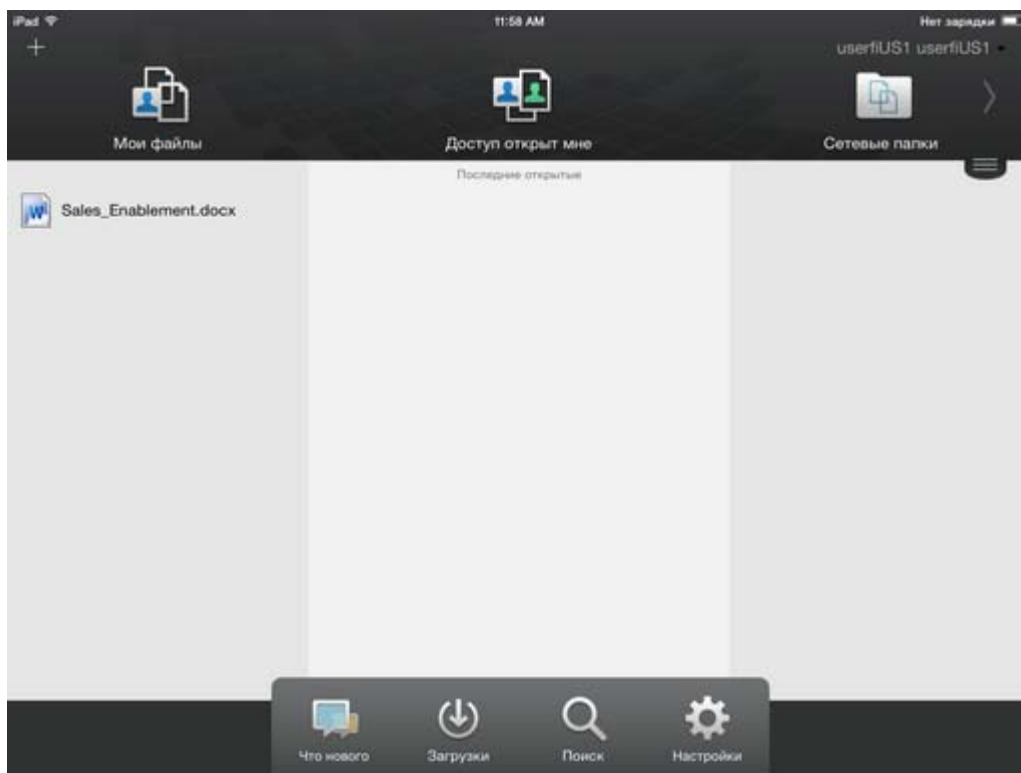 iPad
11:58 AM
Нет зарядки
userfiUS1 userfiUS1
Мои файлы
Доступ открыт мне
Сетевые папки
Последние открытые
Sales_Enablement.docx
Что нового
Загрузки
Поиск
Настройки